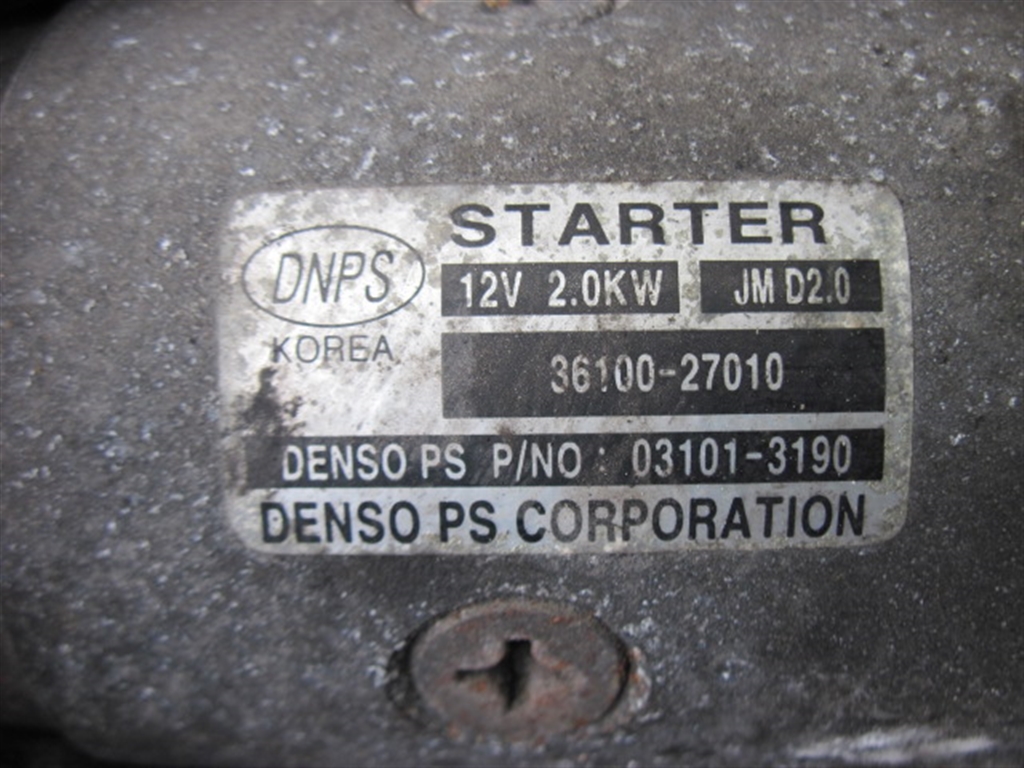 STARTER
DNPS
12V 2.0KW JM D2.0
KOREA
36100-27010
DENSO PS P/NO : 03101-3190
DENSO PS CORPORATION